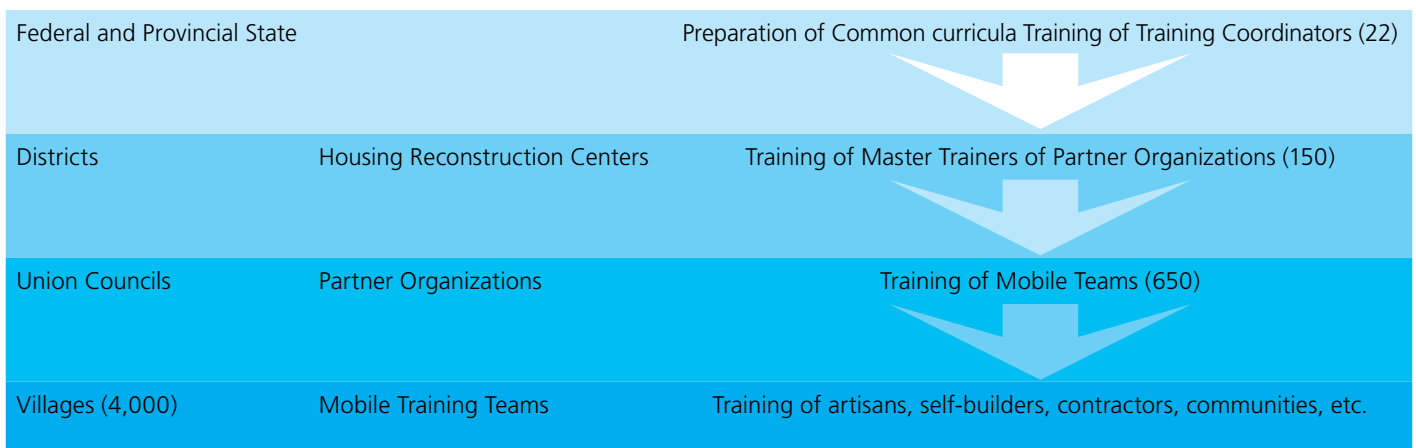 Federal and Provincial State Preparation of Common curricula Training of Training Coordinators (22)
Districts Housing Reconstruction Centers Training of Master Trainers of Partner Organizations (150)
Union Councils Partner Organizations Training of Mobile Teams (650)
Villages (4,000) Mobile Training Teams Training of artisans, self-builders, contractors, communities, etc.